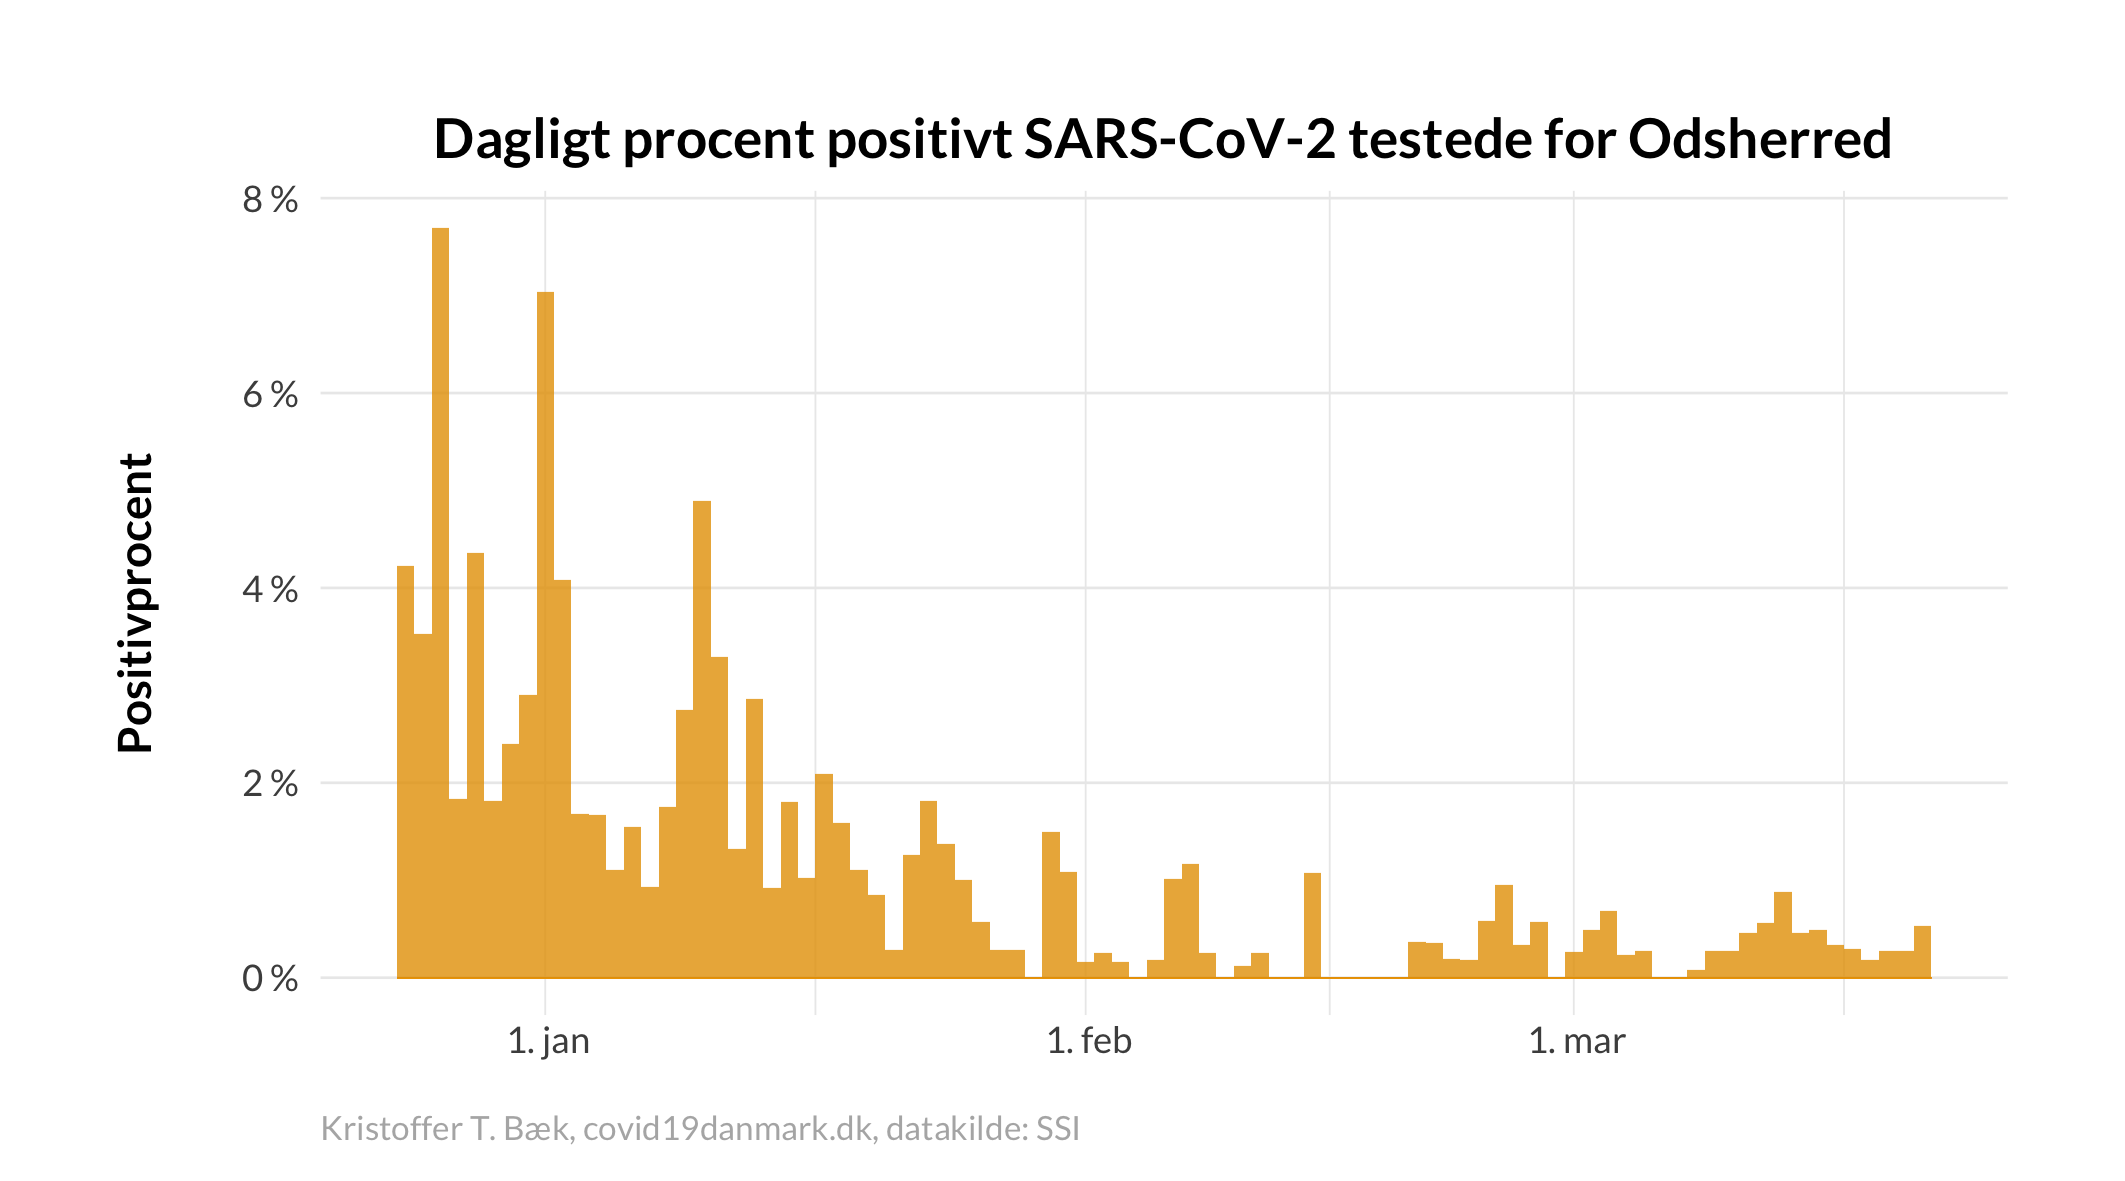 Dagligt procent positivt SARS-CoV-2 testede for Odsherred
Positivprocent
8 %
6 %
4 %
2 %
0 %
1. jan
1. feb
1. mar
Kristoffer T. Bæk, covid19danmark.dk, datakilde: SSI